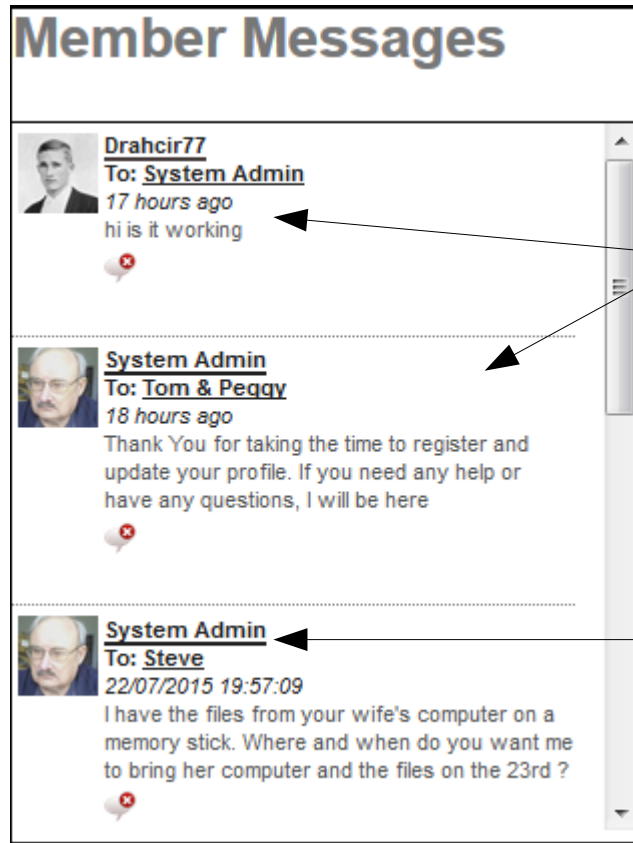 Member Messages
Drahcir77
To: System Admin
17 hours ago
hi is it working
System Admin
To: Tom & Peggy
18 hours ago
Thank You for taking the time to register and
update your profile. If you need any help or
have any questions, I will be here
System Admin
To: Steve
22/07/2015 19:57:09
I have the files from your wife's computer on a
memory stick. Where and when do you want me
to bring her computer and the files on the 23rd ?